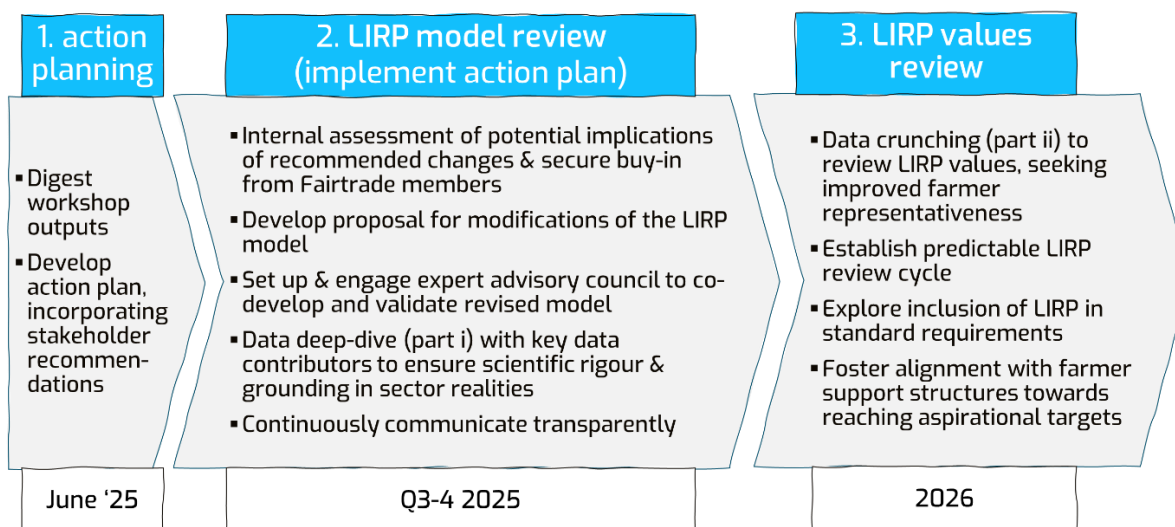 1. action
planning
▪ Digest
workshop
outputs
▪ Develop
action plan,
incorporating
stakeholder
recommen-
dations
June ‘25
2. LIRP model review
(implement action plan)
▪ Internal assessment of potential implications
of recommended changes & secure buy-in
from Fairtrade members
▪ Develop proposal for modifications of the LIRP
model
▪ Set up & engage expert advisory council to co-
develop and validate revised model
▪ Data deep-dive (part i) with key data
contributors to ensure scientific rigour &
grounding in sector realities
▪ Continuously communicate transparently
Q3-4 2025
3. LIRP values
review
▪ Data crunching (part ii) to
review LIRP values, seeking
improved farmer
representativeness
▪ Establish predictable LIRP
review cycle
▪ Explore inclusion of LIRP in
standard requirements
▪ Foster alignment with farmer
support structures towards
reaching aspirational targets
2026